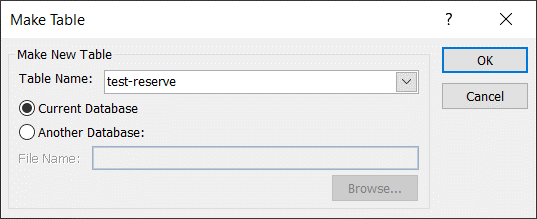 Make Table
?
Make New Table
OK
Table Name: test-reserve
Current Database
Cancel
Another Database:
File Name:
Browse...